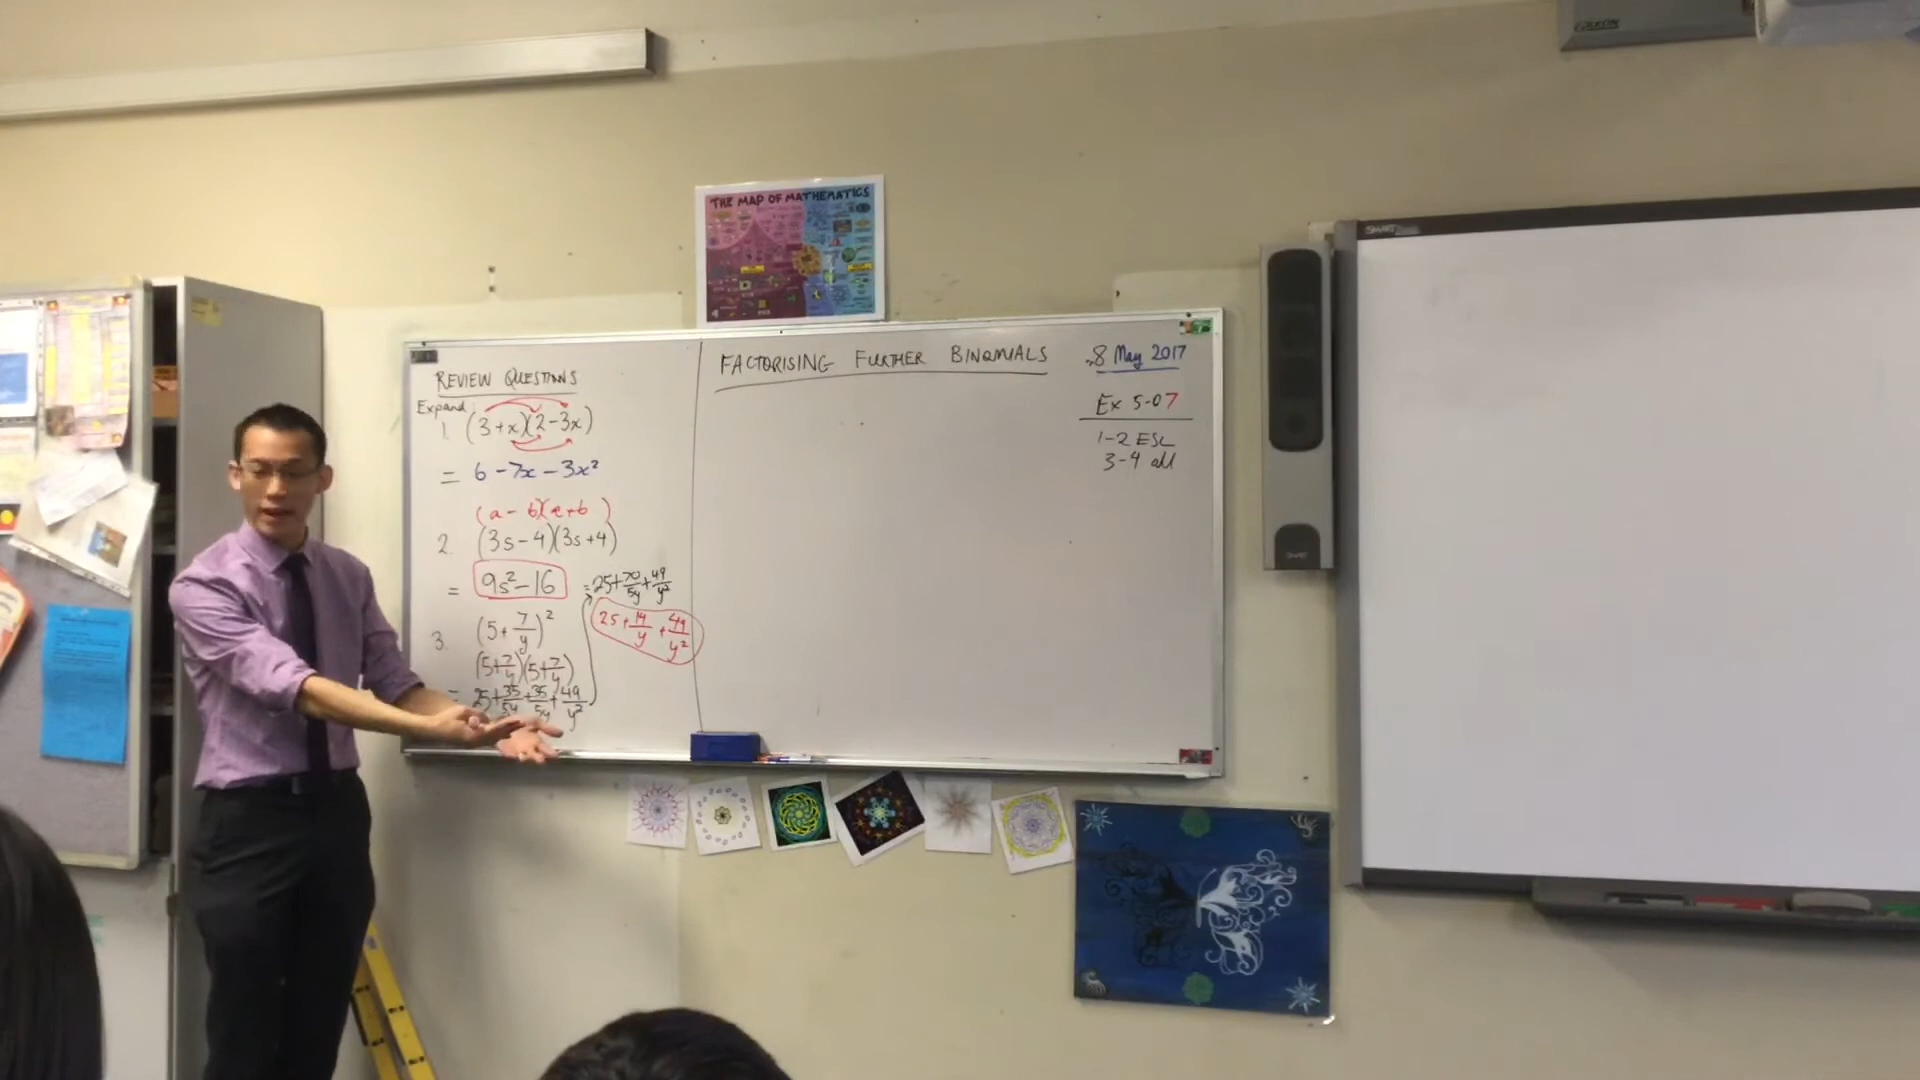 THE MAP OF MATHEMATICS
REVIEW QUESTIONS
Expand
1. (3+x)(2-3x)
= 6 - 7x - 3x²
(a - b)(a+b)
2. (3s-4)(3s+4)
= 9s²-16
3. (5+7/y)²
(5+7/y)(5+7/y)
= 25+35/5y+35/5y+49/y²
=25+70/5y+49/y²
25+14/y+49/y²
FACTORISING FURTHER BINOMIALS
8 May 2017
Ex 5-07
1-2 ESL
3-4 all
SMART
EPSON